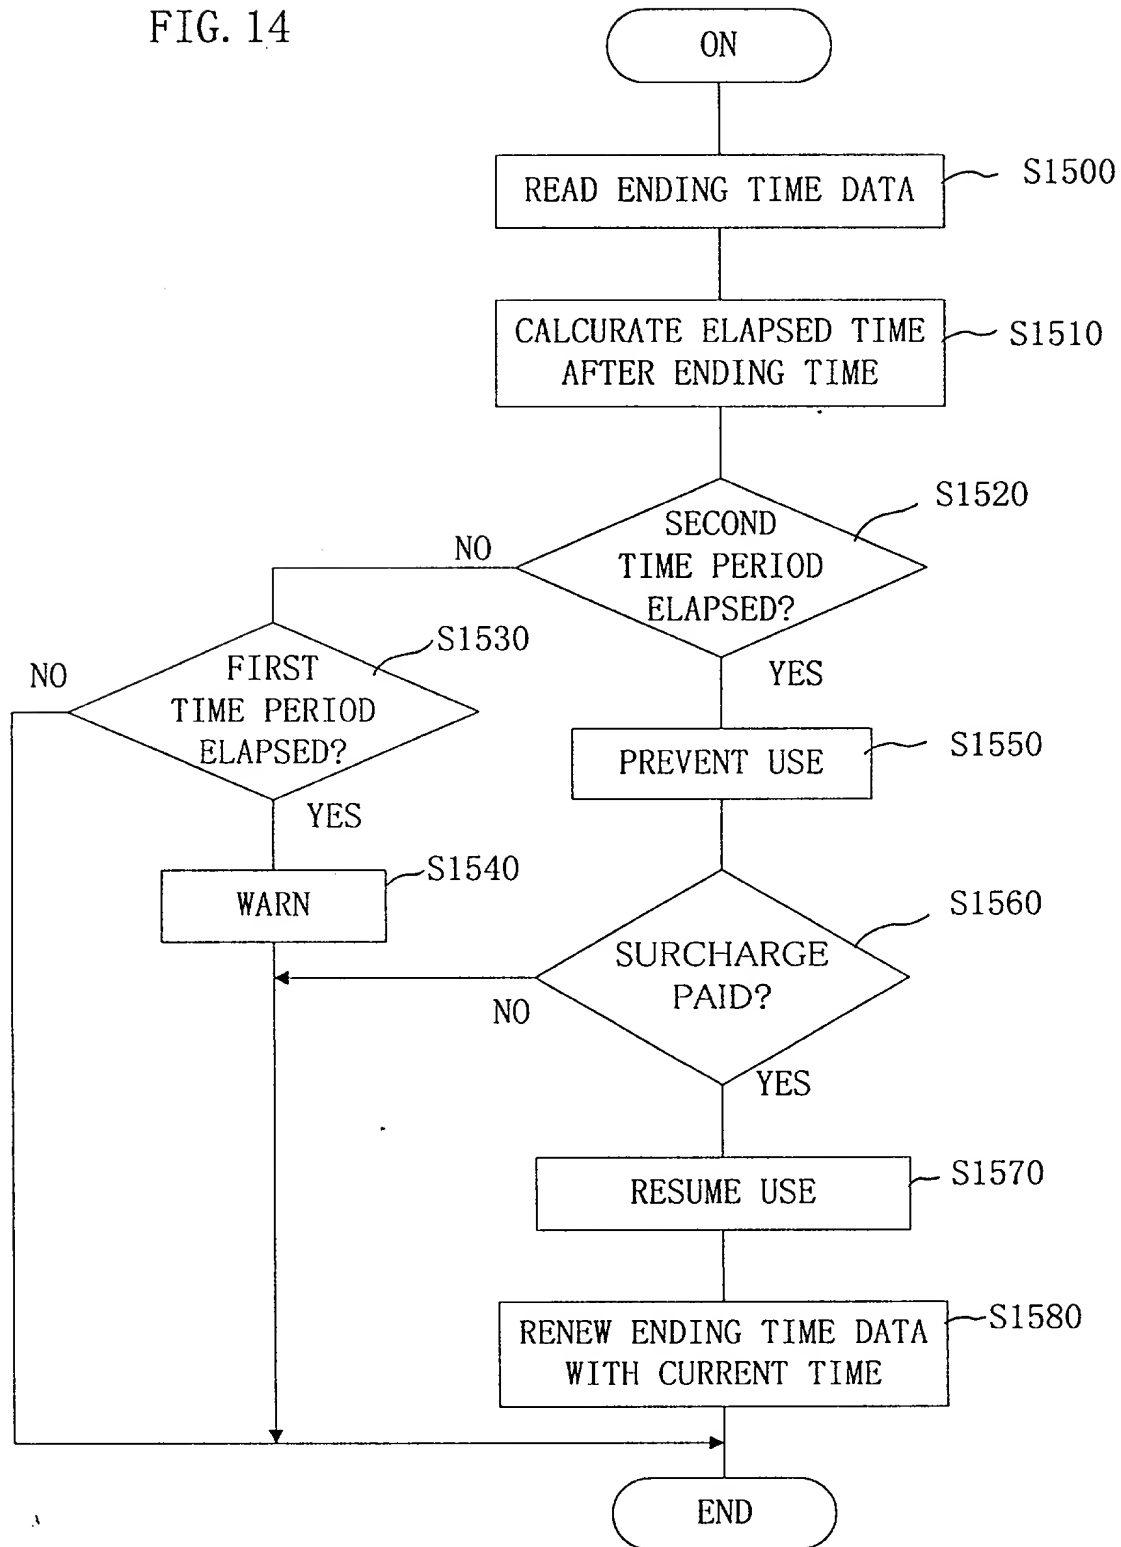 FIG. 14
ON
READ ENDING TIME DATA
S1500
CALCURATE ELAPSED TIME
AFTER ENDING TIME
S1510
SECOND
TIME PERIOD
ELAPSED?
S1520
NO
YES
FIRST
TIME PERIOD
ELAPSED?
S1530
NO
YES
PREVENT USE
S1550
WARN
S1540
SURCHARGE
PAID?
S1560
NO
YES
RESUME USE
S1570
RENEW ENDING TIME DATA
WITH CURRENT TIME
S1580
END